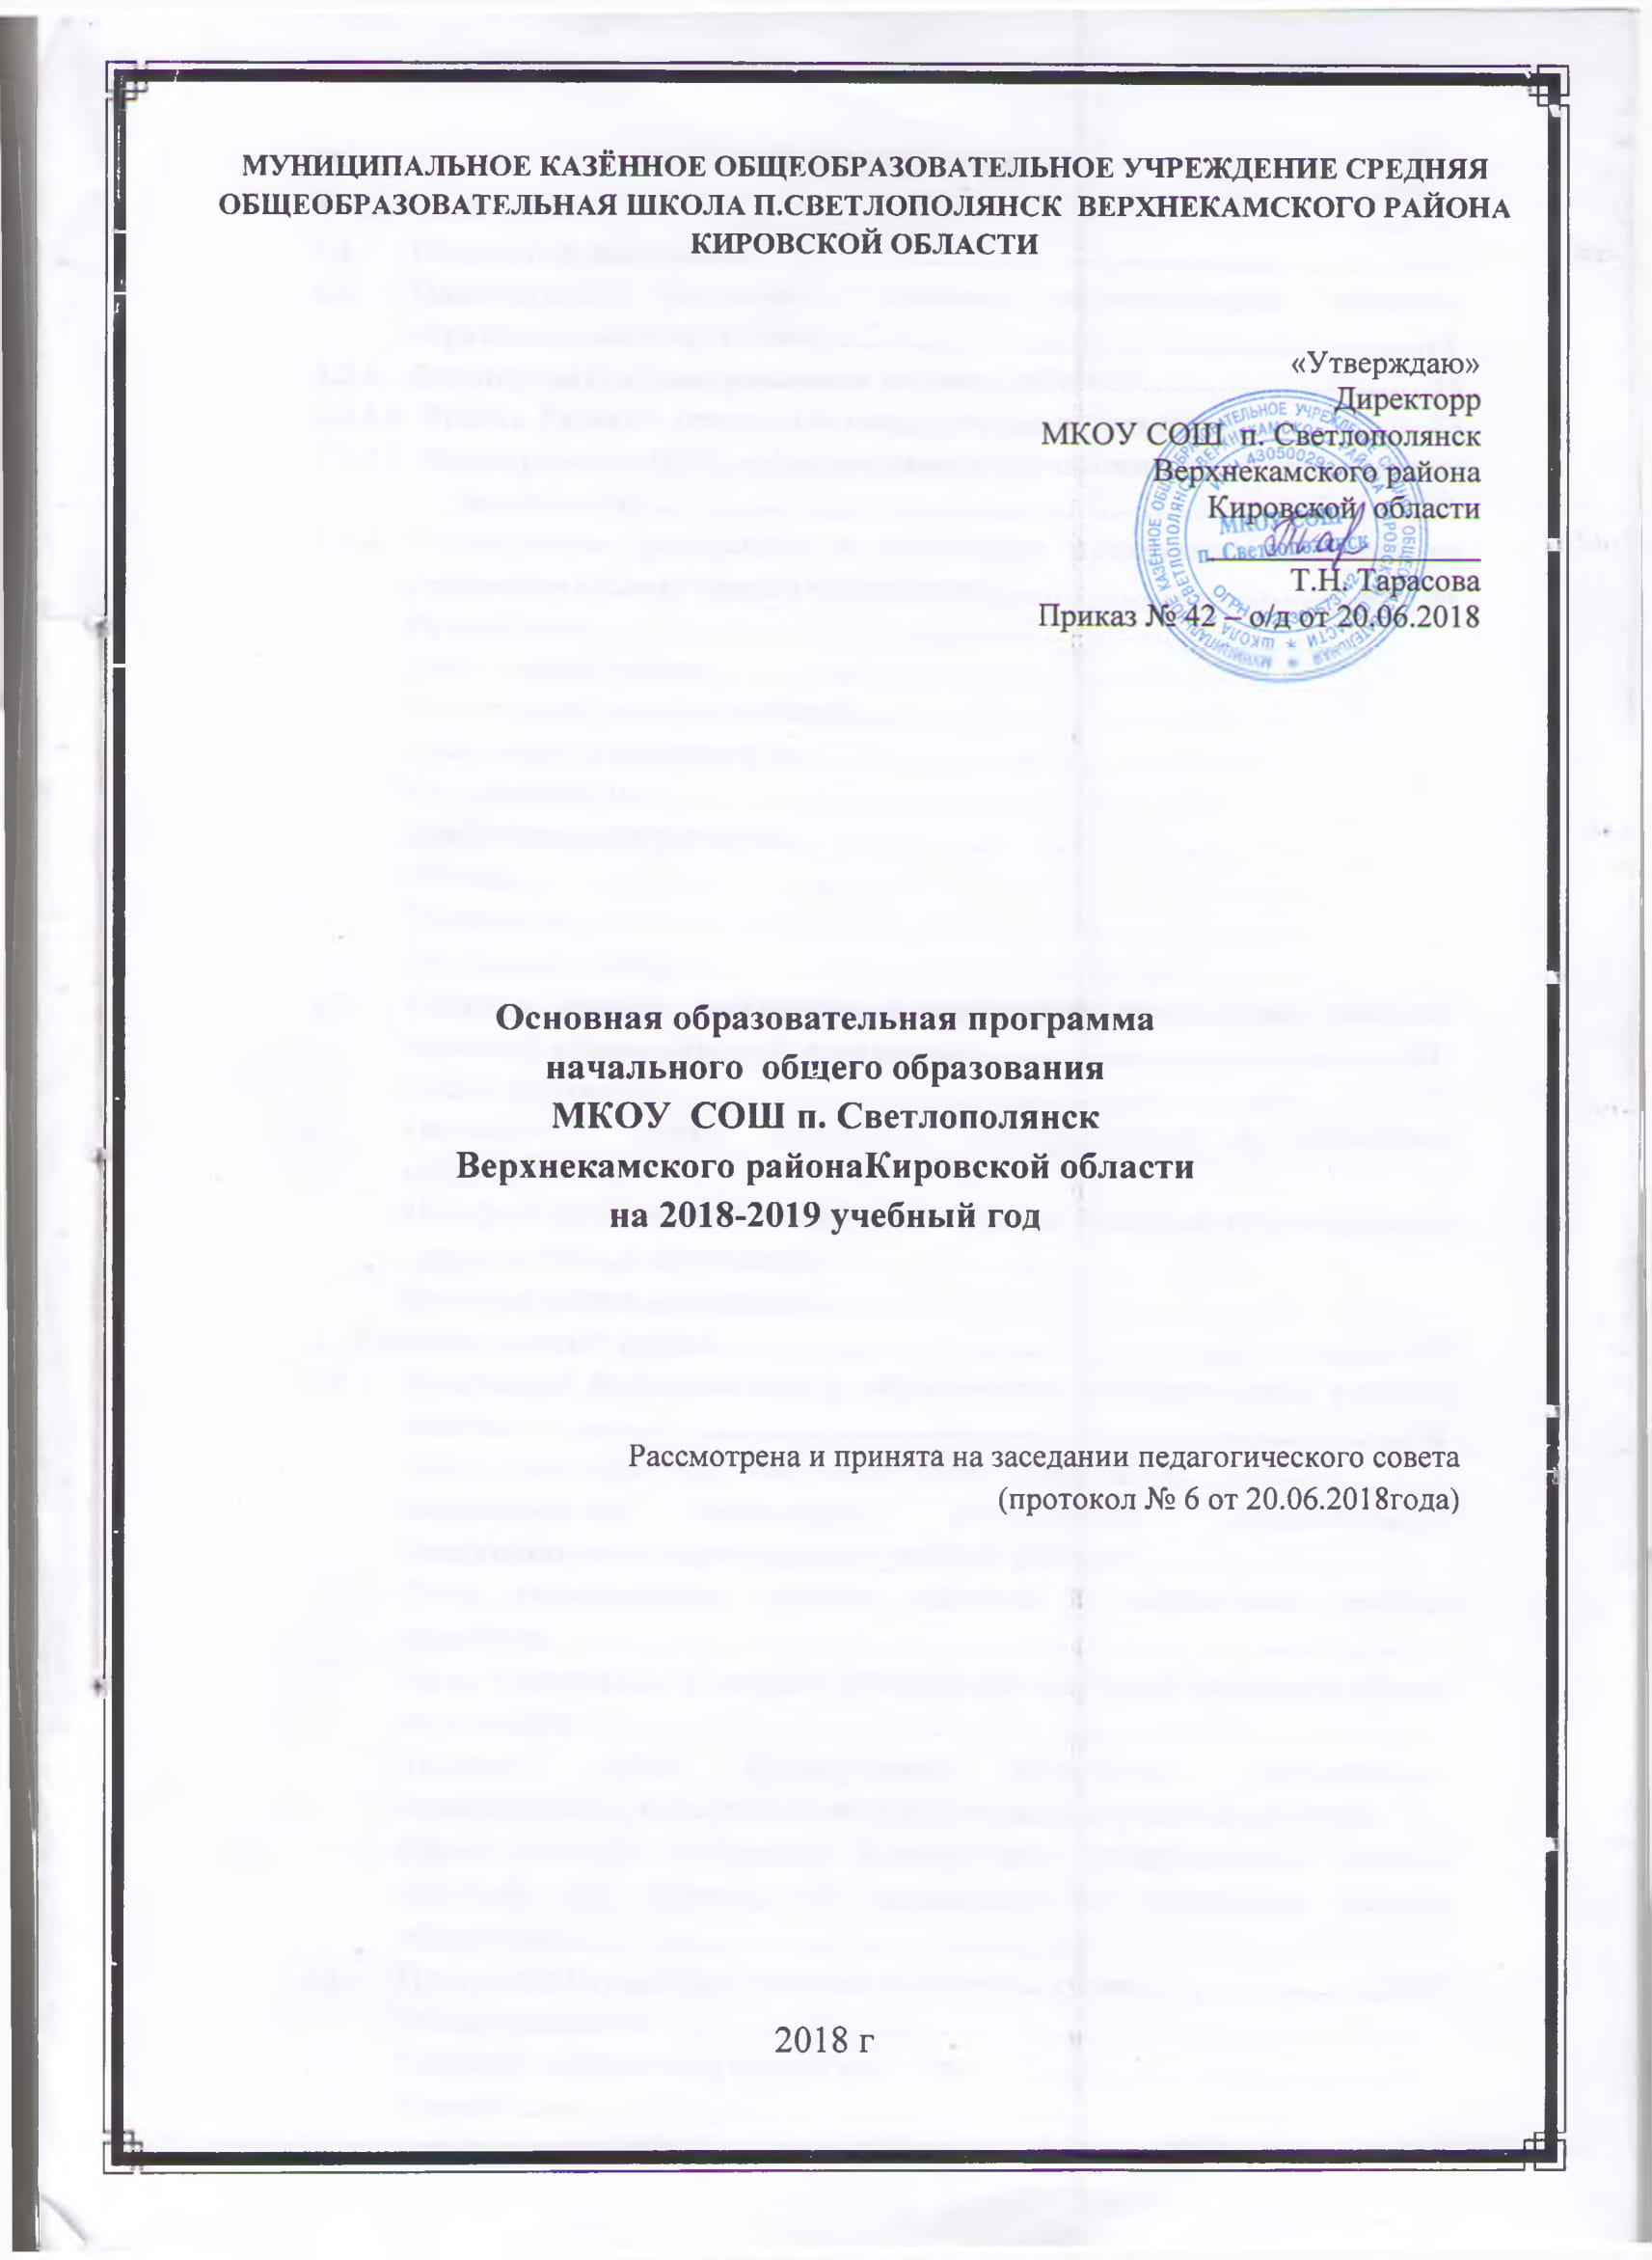 МУНИЦИПАЛЬНОЕ КАЗЁННОЕ ОБЩЕОБРАЗОВАТЕЛЬНОЕ УЧРЕЖДЕНИЕ СРЕДНЯЯ
ОБЩЕОБРАЗОВАТЕЛЬНАЯ ШКОЛА П.СВЕТЛОПОЛЯНСК ВЕРХНЕКАМСКОГО РАЙОНА
КИРОВСКОЙ ОБЛАСТИ
«Утверждаю»
Директорр
МКОУ СОШ п. Светлополянск
Верхнекамского района
Кировской области
МКОУ СОШ
п. Светлополянск
Т.Н. Тарасова
Приказ № 42 – о/д от 20.06.2018
Основная образовательная программа
начального общего образования
МКОУ СОШ п. Светлополянск
Верхнекамского районаКировской области
на 2018-2019 учебный год
Рассмотрена и принята на заседании педагогического совета
(протокол № 6 от 20.06.2018года)
2018 г